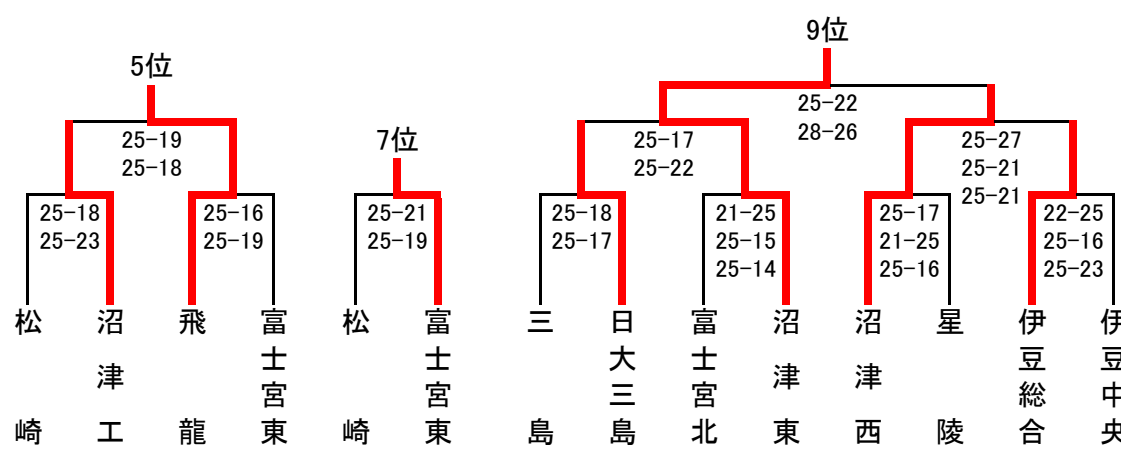 9位
5位
25-22
28-26
25-19
25-18
7位
25-17
25-22
25-27
25-21
25-21
25-18
25-23
25-16
25-19
25-21
25-19
25-18
25-17
21-25
25-15
25-14
25-17
21-25
25-16
22-25
25-16
25-23
松崎
沼津工
飛龍
富士宮東
松崎
富士宮東
三島
日大三島
富士宮北
沼津東
沼津西
星陵
伊豆総合
伊豆中央